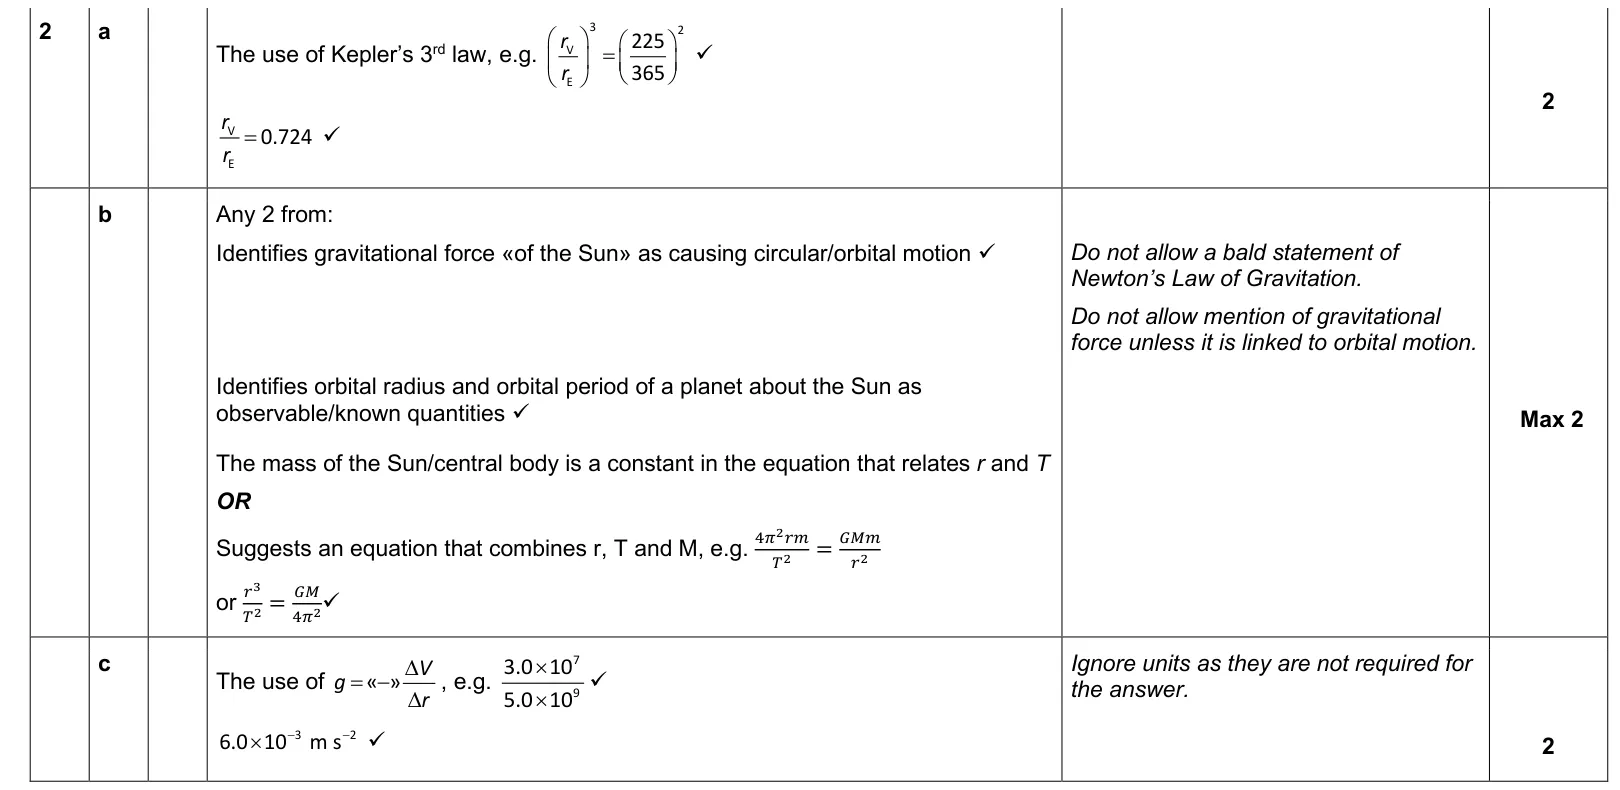 2 a The use of Kepler’s 3rd law, e.g. (rV/rE)³ = (225/365)² ✓
2
rV/rE = 0.724 ✓
b Any 2 from:
Identifies gravitational force «of the Sun» as causing circular/orbital motion ✓
Do not allow a bald statement of
Newton’s Law of Gravitation.
Do not allow mention of gravitational
force unless it is linked to orbital motion.
Identifies orbital radius and orbital period of a planet about the Sun as
observable/known quantities ✓
Max 2
The mass of the Sun/central body is a constant in the equation that relates r and T
OR
Suggests an equation that combines r, T and M, e.g. 4π²rm/T² = GMm/r²
or r³/T² = GM/4π² ✓
c The use of g = «−» ΔV/Δr , e.g. 3.0×10⁷/5.0×10⁹ ✓
Ignore units as they are not required for
the answer.
6.0×10⁻³ m s⁻² ✓
2